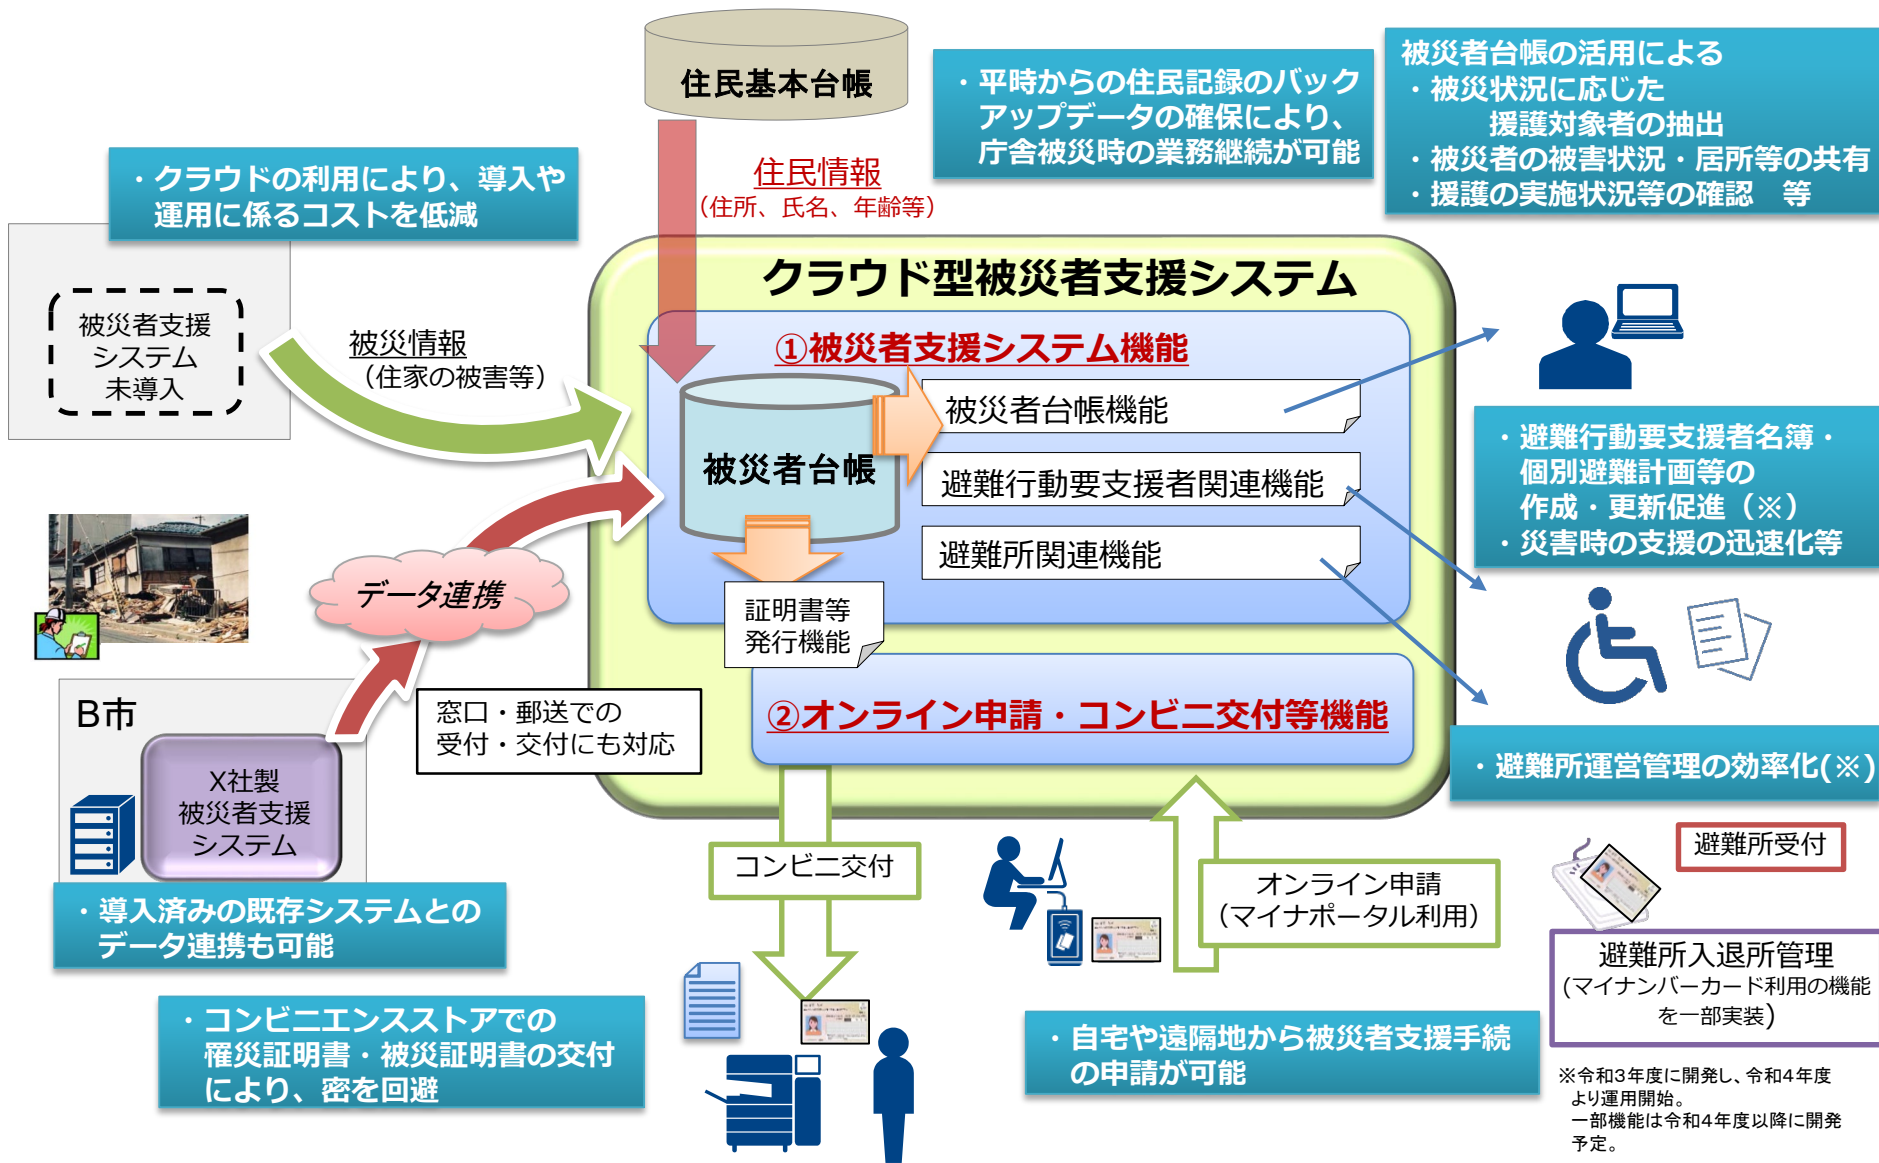 住民基本台帳
・平時からの住民記録のバック
アップデータの確保により、
庁舎被災時の業務継続が可能
被災者台帳の活用による
・被災状況に応じた
援護対象者の抽出
・被災者の被害状況・居所等の共有
・援護の実施状況等の確認　等
・クラウドの利用により、導入や
運用に係るコストを低減
住民情報
（住所、氏名、年齢等）
クラウド型被災者支援システム
被災者支援
システム
未導入
被災情報
（住家の被害等）
①被災者支援システム機能
被災者台帳
被災者台帳機能
避難行動要支援者関連機能
避難所関連機能
証明書等
発行機能
・避難行動要支援者名簿・
個別避難計画等の
作成・更新促進（※）
・災害時の支援の迅速化等
データ連携
B市
X社製
被災者支援
システム
窓口・郵送での
受付・交付にも対応
②オンライン申請・コンビニ交付等機能
・避難所運営管理の効率化(※)
・導入済みの既存システムとの
データ連携も可能
コンビニ交付
オンライン申請
（マイナポータル利用）
避難所受付
避難所入退所管理
(マイナンバーカード利用の機能
を一部実装)
・コンビニエンスストアでの
罹災証明書・被災証明書の交付
により、密を回避
・自宅や遠隔地から被災者支援手続
の申請が可能
※令和3年度に開発し、令和4年度
より運用開始。
一部機能は令和4年度以降に開発
予定。